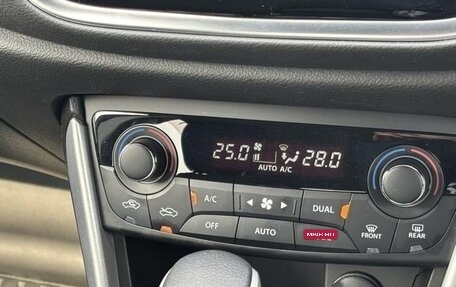 25.0 28.0
AUTO A/C
A/C DUAL
OFF AUTO FRONT REAR